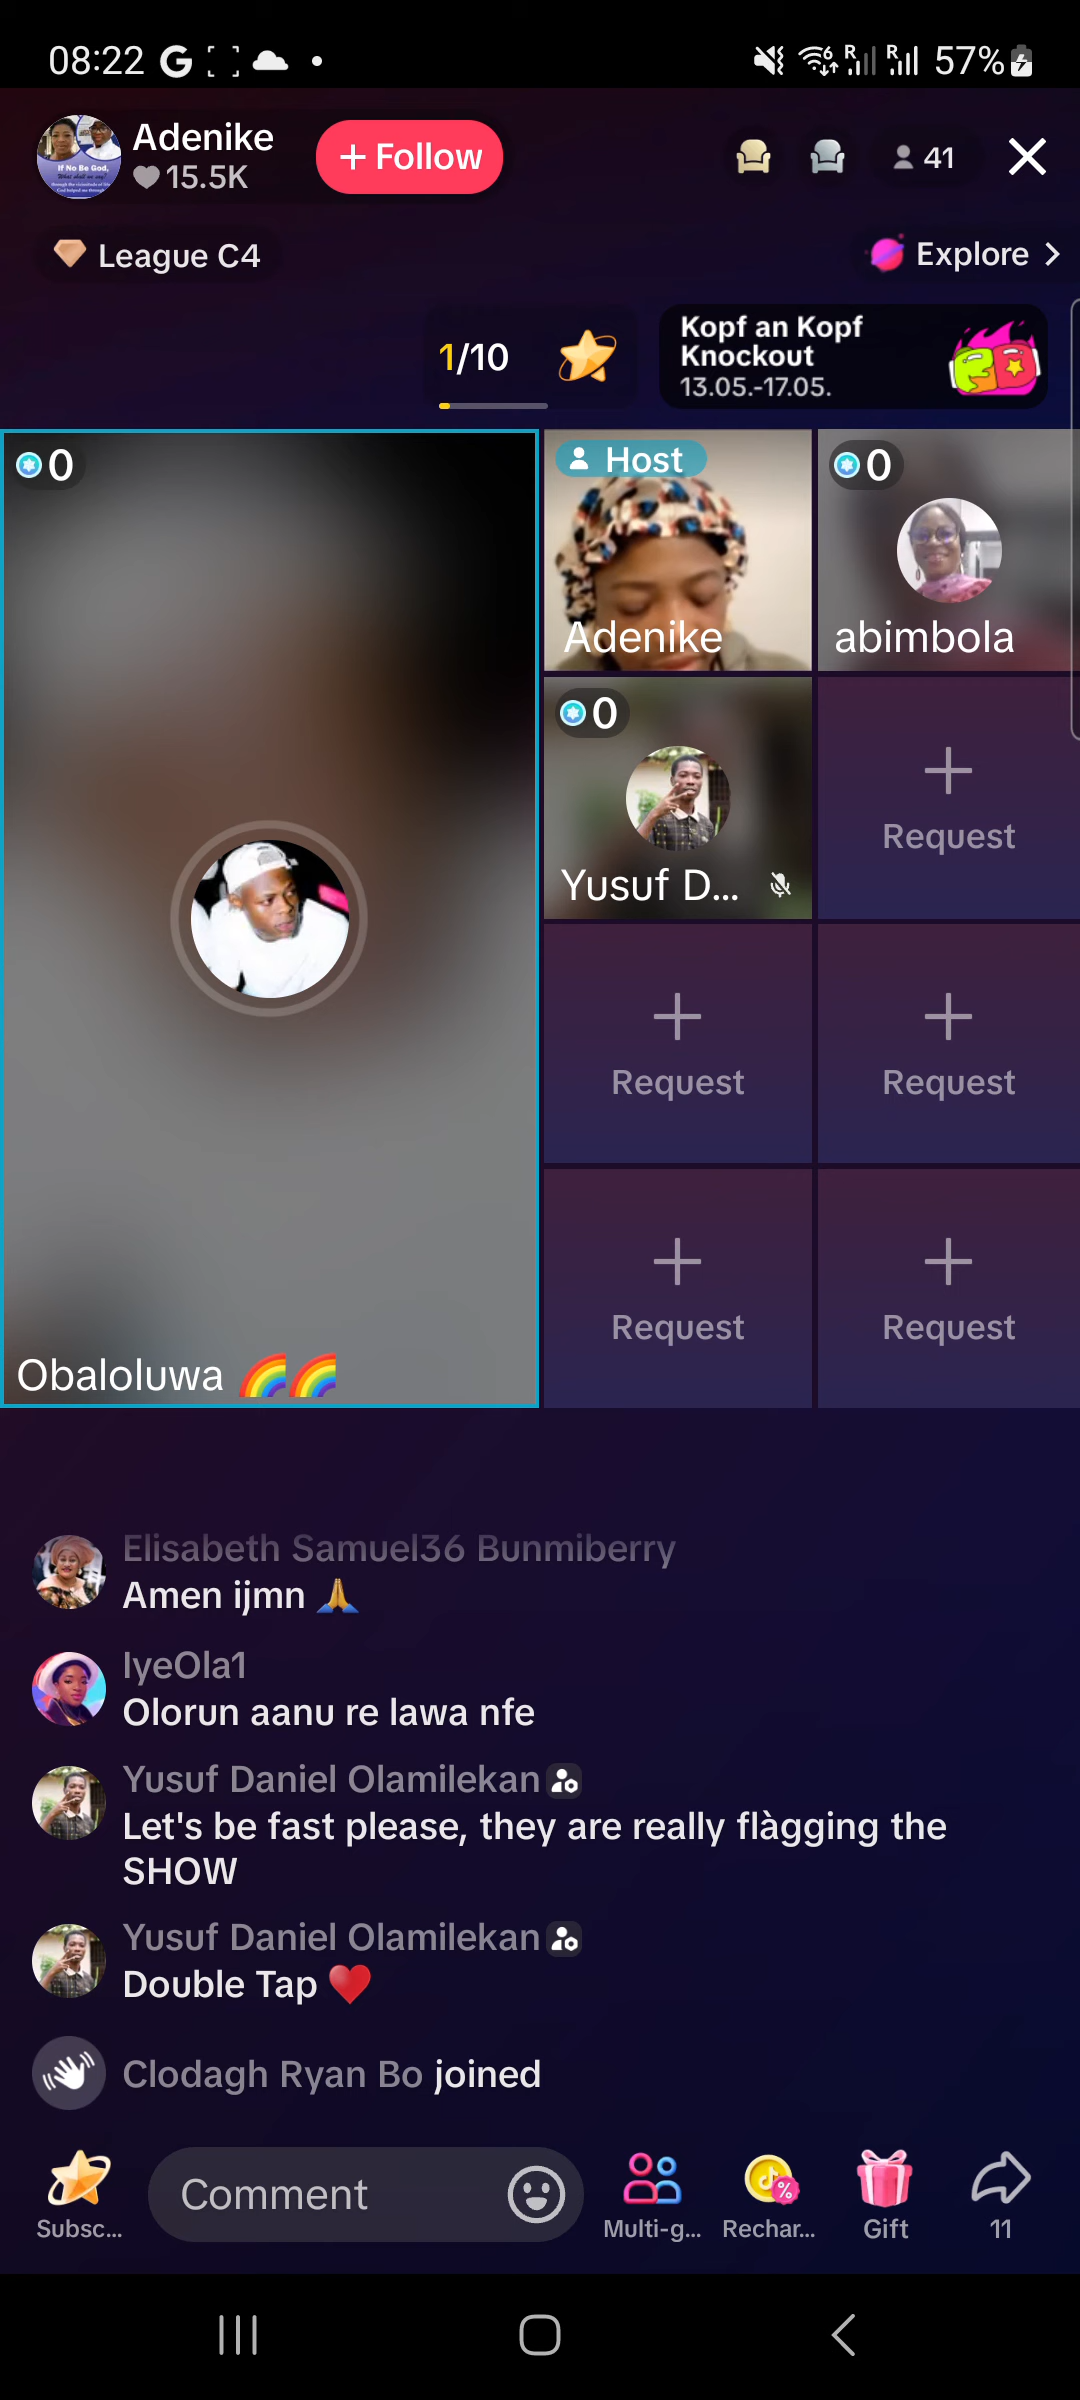 08:22
57%
Adenike
15.5K
+ Follow
41
League C4
Explore
1/10
Kopf an Kopf
Knockout
13.05.-17.05.
0
Host
0
Adenike
abimbola
0
Yusuf D...
Request
Request
Request
Request
Request
Obaloluwa 🌈🌈
Elisabeth Samuel36 Bunmiberry
Amen ijmn 🙏
IyeOla1
Olorun aanu re lawa nfe
Yusuf Daniel Olamilekan
Let's be fast please, they are really flàgging the
SHOW
Yusuf Daniel Olamilekan
Double Tap ♥️
Clodagh Ryan Bo joined
Comment
Subsc...
Multi-g...
Rechar...
Gift
11